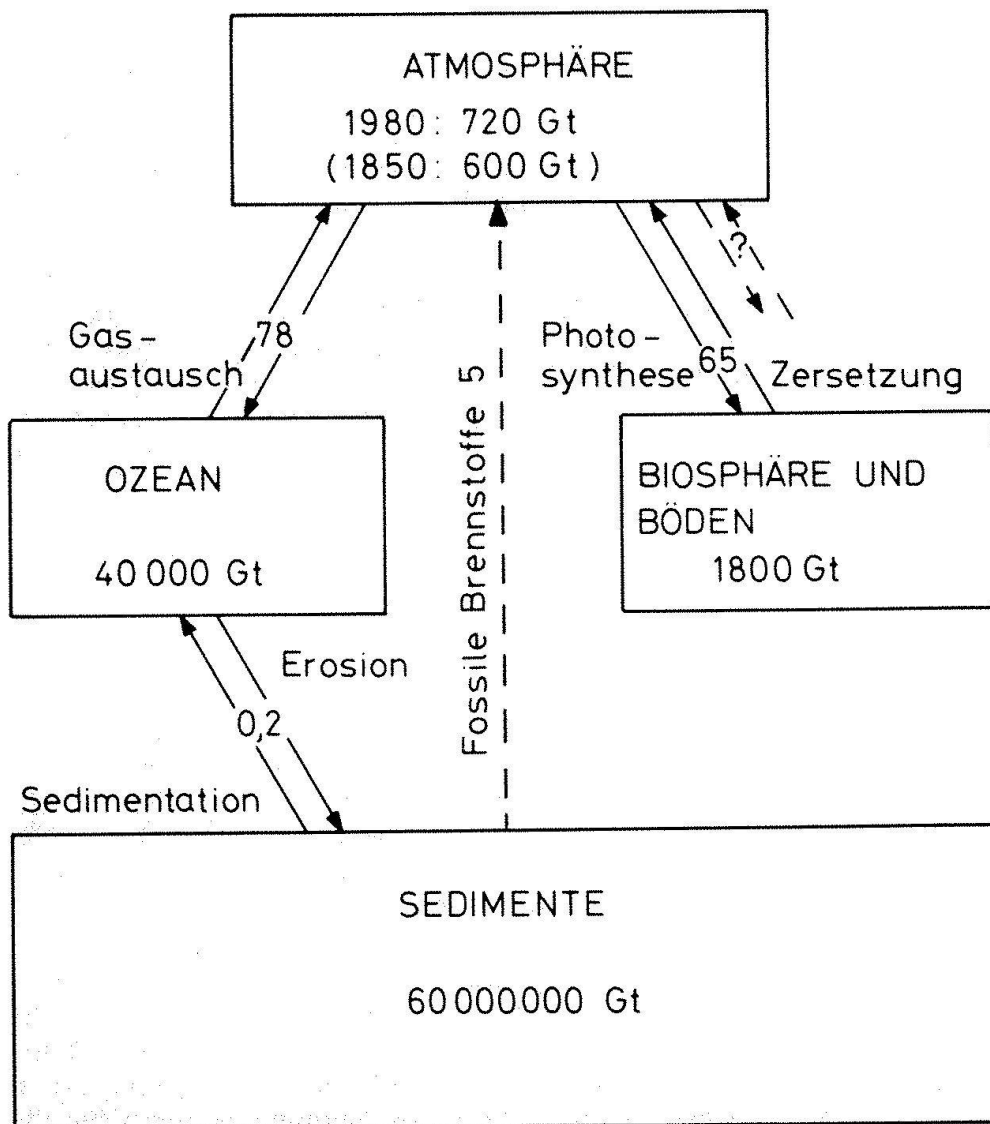 ATMOSPHÄRE
1980: 720 Gt
(1850: 600 Gt)
?
Gas-
austausch
78
Photo-
synthese
65
Zersetzung
Fossile Brennstoffe 5
OZEAN
40 000 Gt
BIOSPHÄRE UND
BÖDEN
1800 Gt
Erosion
0,2
Sedimentation
SEDIMENTE
60 000 000 Gt